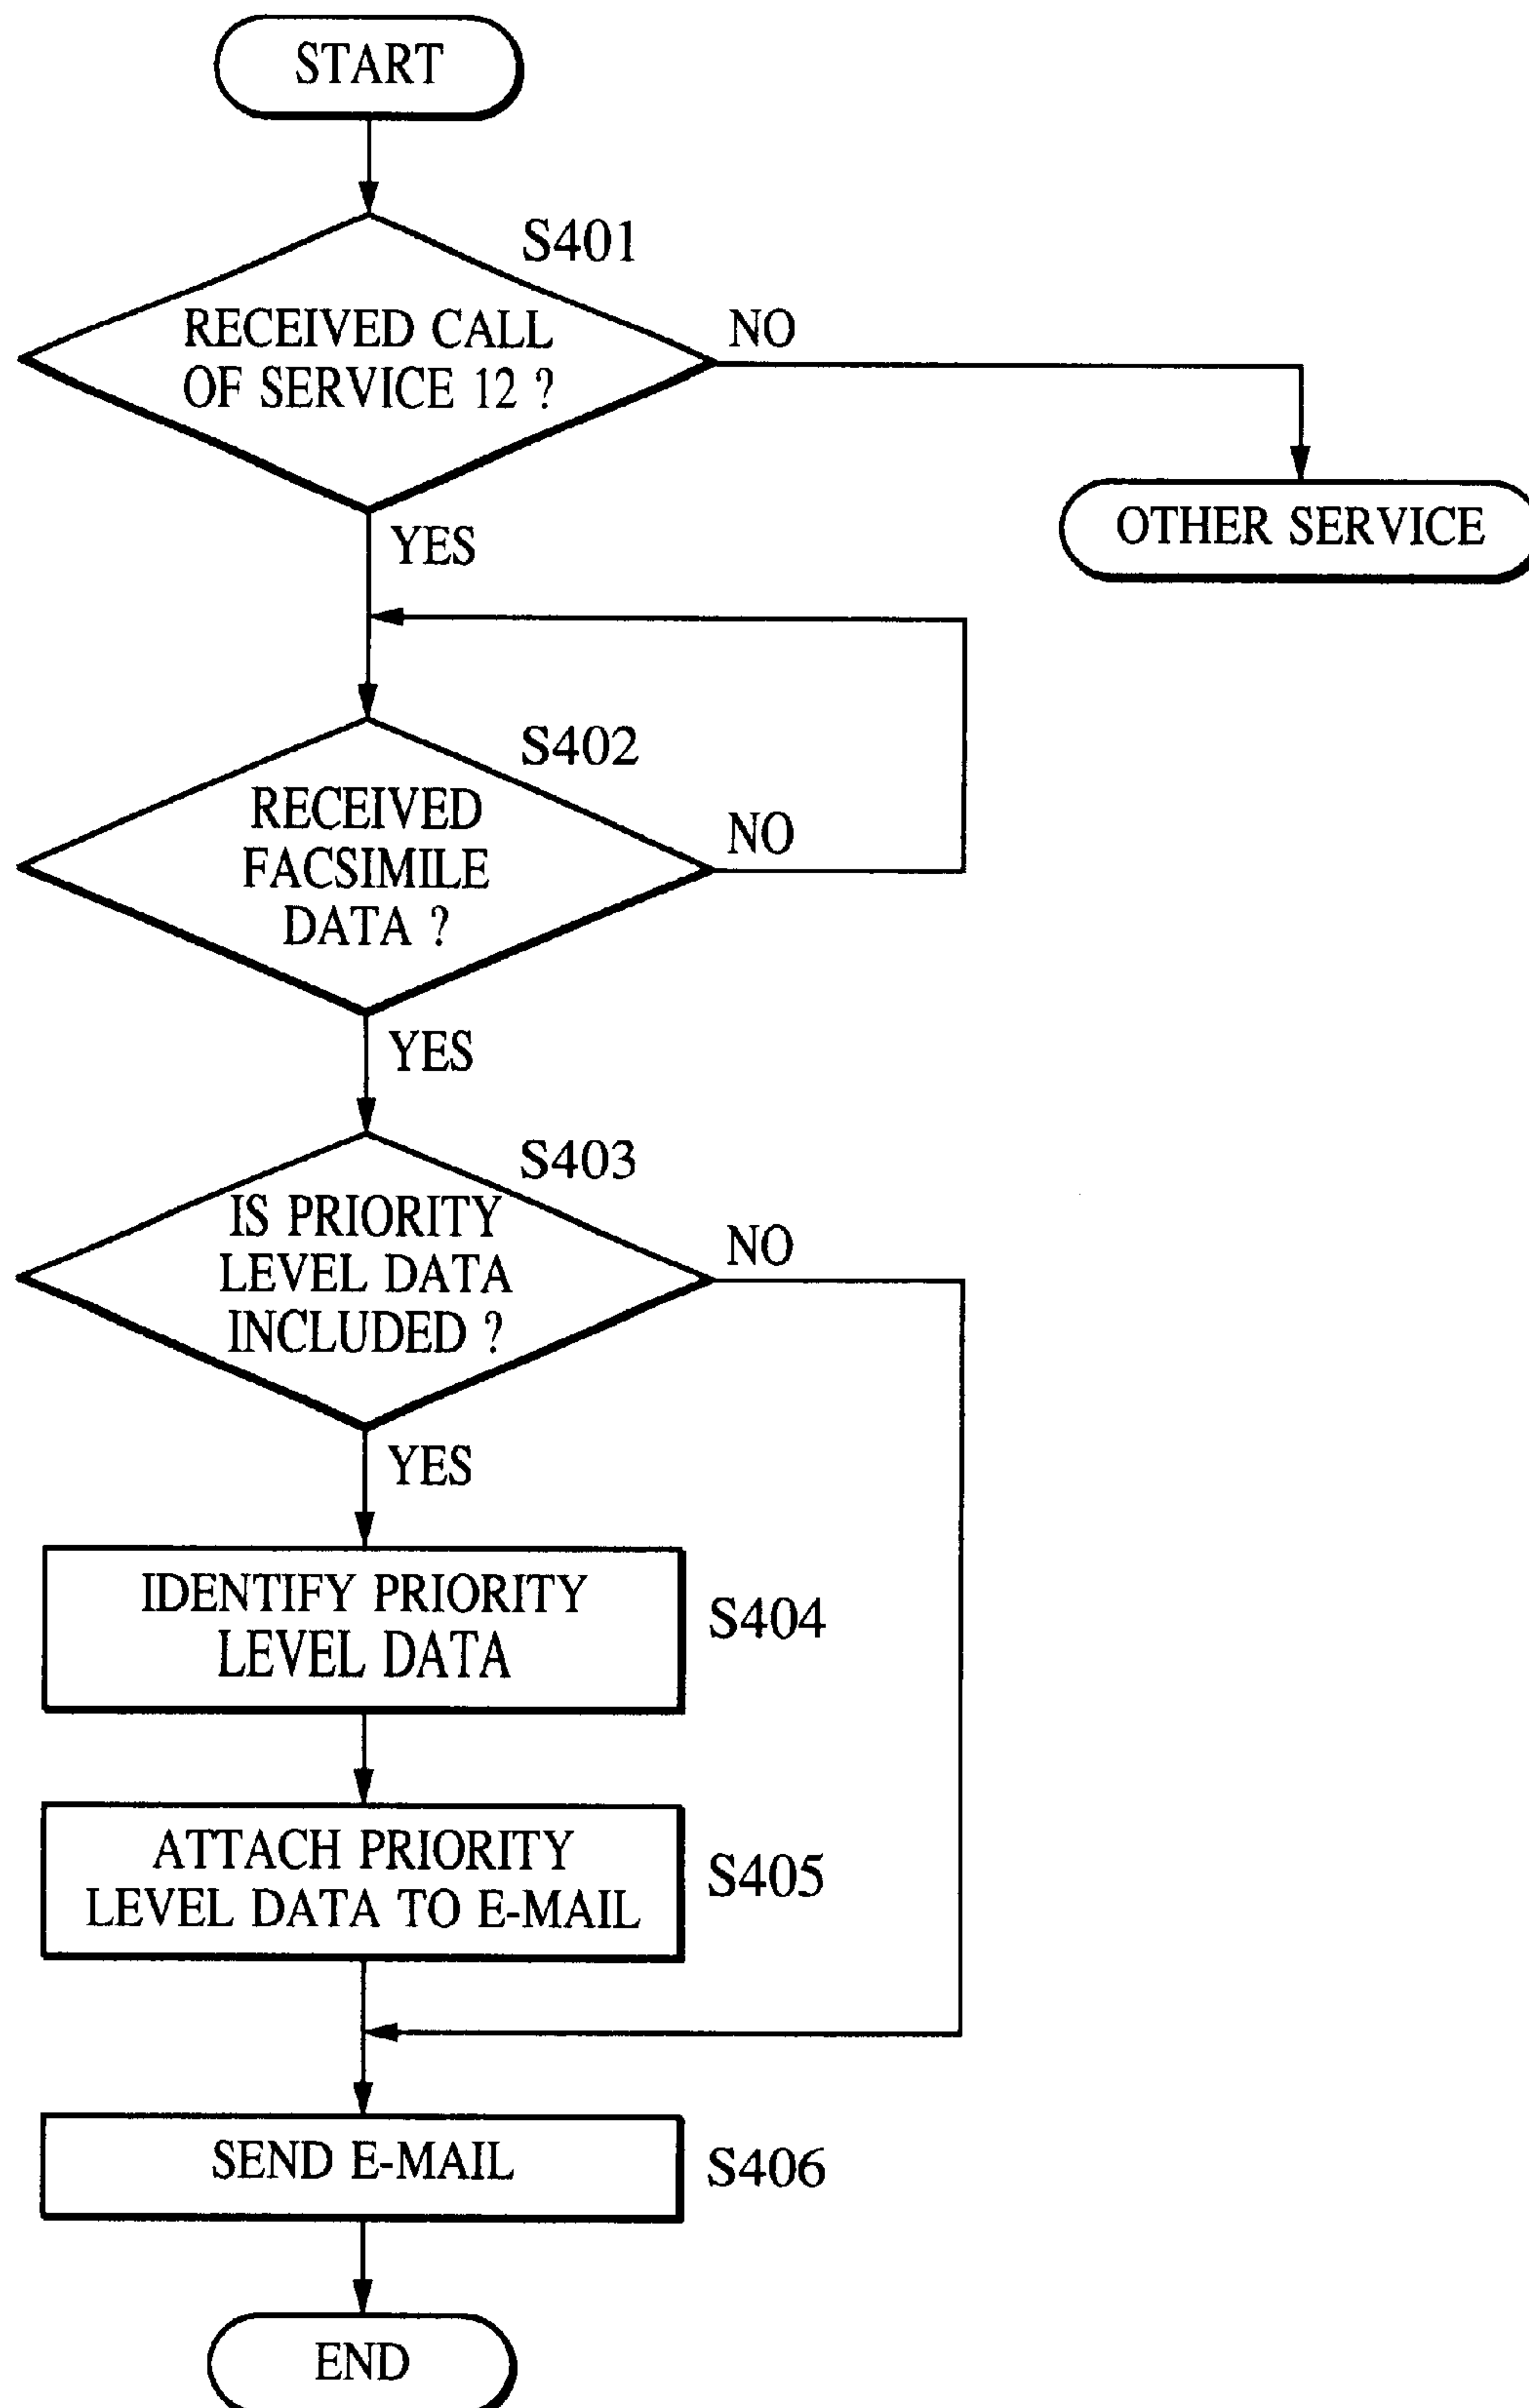 START
S401
RECEIVED CALL
OF SERVICE 12 ?
NO
YES
OTHER SERVICE
S402
RECEIVED
FACSIMILE
DATA ?
NO
YES
S403
IS PRIORITY
LEVEL DATA
INCLUDED ?
NO
YES
IDENTIFY PRIORITY
LEVEL DATA
S404
ATTACH PRIORITY
LEVEL DATA TO E-MAIL
S405
SEND E-MAIL
S406
END